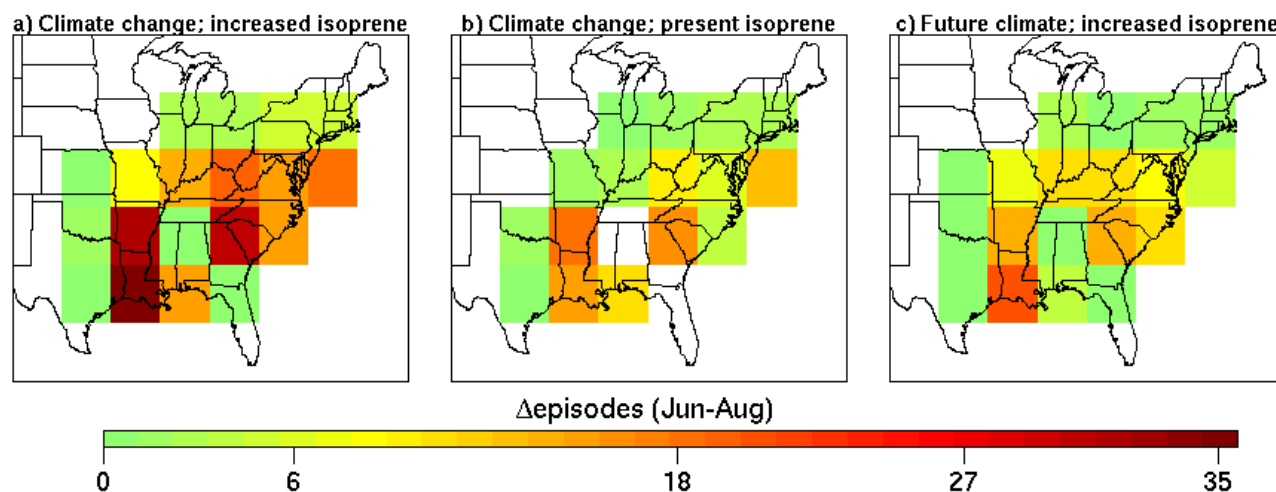 a) Climate change; increased isoprene
b) Climate change; present isoprene
c) Future climate; increased isoprene
Δepisodes (Jun-Aug)
0 6 18 27 35